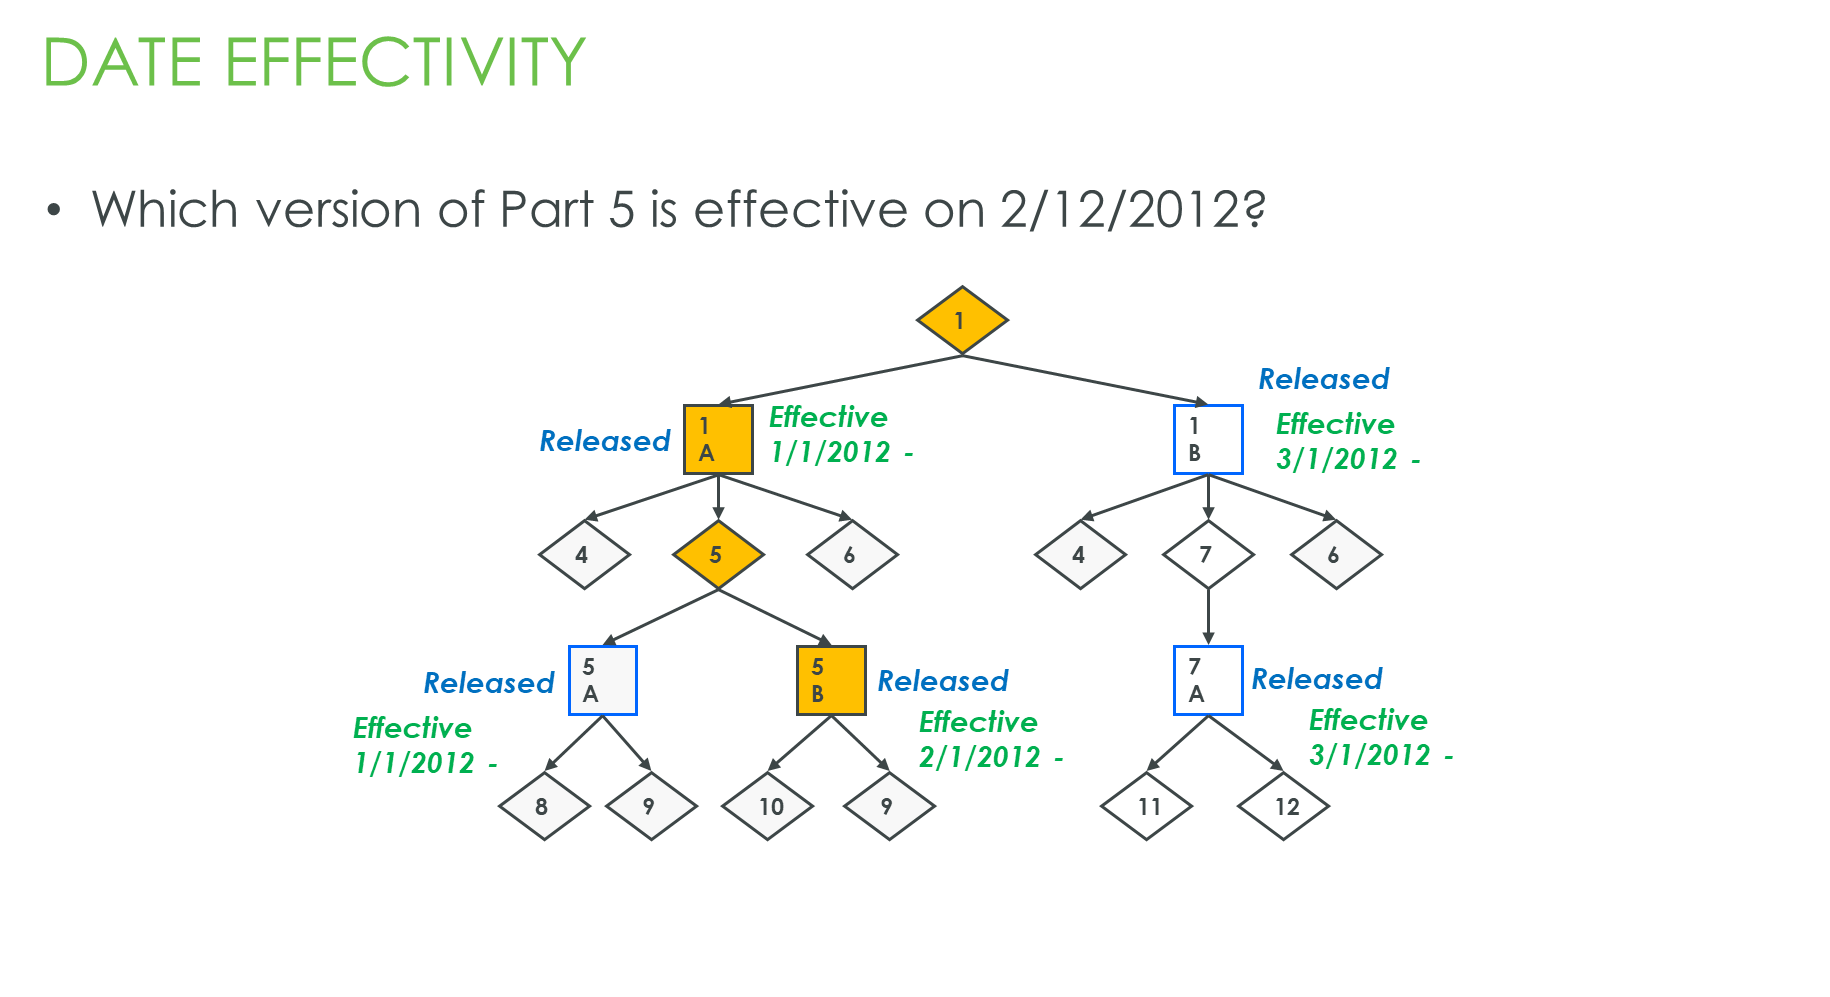 DATE EFFECTIVITY
• Which version of Part 5 is effective on 2/12/2012?
1
Released
Released
1
A
Effective
1/1/2012 -
1
B
Effective
3/1/2012 -
4
5
6
4
7
6
Released
5
A
Effective
1/1/2012 -
5
B
Released
Effective
2/1/2012 -
7
A
Released
Effective
3/1/2012 -
8
9
10
9
11
12